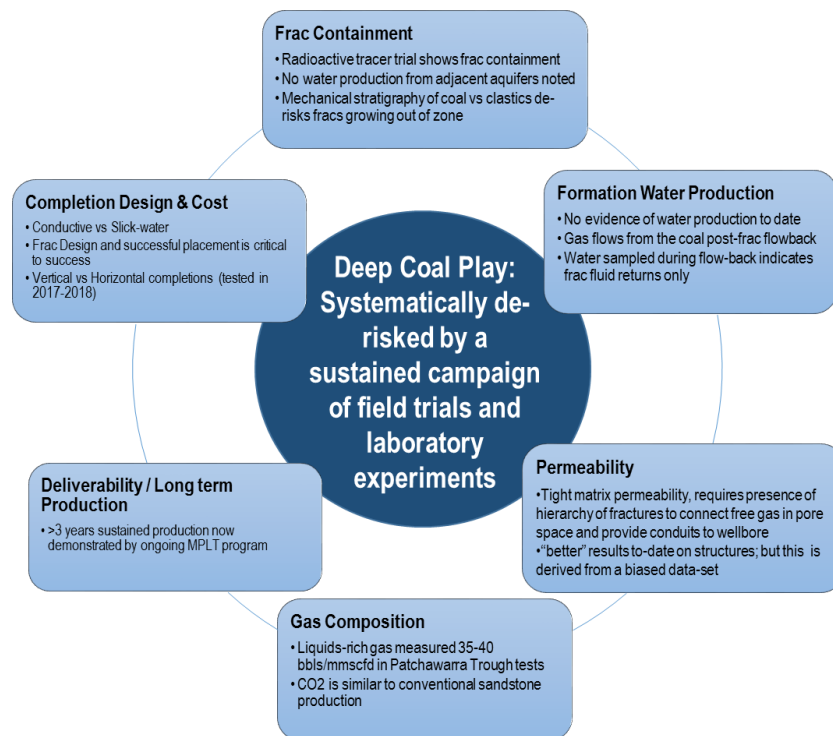 Frac Containment
• Radioactive tracer trial shows frac containment
• No water production from adjacent aquifers noted
• Mechanical stratigraphy of coal vs clastics de-
risks fracs growing out of zone
Formation Water Production
• No evidence of water production to date
• Gas flows from the coal post-frac flowback
• Water sampled during flow-back indicates
frac fluid returns only
Permeability
•Tight matrix permeability, requires presence of
hierarchy of fractures to connect free gas in pore
space and provide conduits to wellbore
•“better” results to-date on structures; but this is
derived from a biased data-set
Gas Composition
• Liquids-rich gas measured 35-40
bbls/mmscfd in Patchawarra Trough tests
• CO2 is similar to conventional sandstone
production
Deliverability / Long term
Production
• >3 years sustained production now
demonstrated by ongoing MPLT program
Completion Design & Cost
• Conductive vs Slick-water
• Frac Design and successful placement is critical
to success
• Vertical vs Horizontal completions (tested in
2017-2018)
Deep Coal Play:
Systematically de-
risked by a
sustained campaign
of field trials and
laboratory
experiments